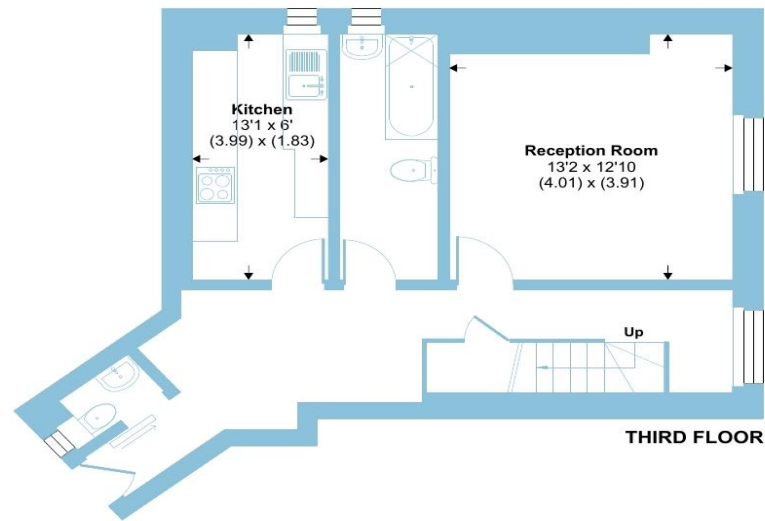 Kitchen
13'1 x 6'
(3.99) x (1.83)
Reception Room
13'2 x 12'10
(4.01) x (3.91)
Up
THIRD FLOOR